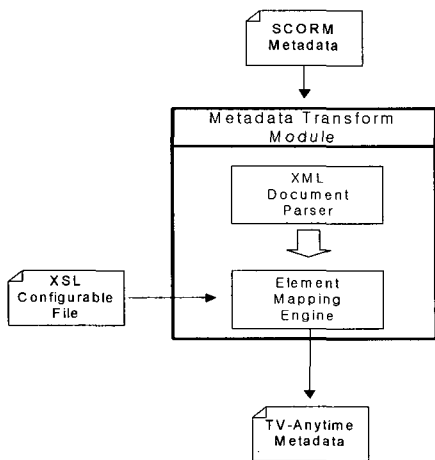 SCORM
Metadata
Metadata Transform
Module
XML
Document
Parser
XSL
Configurable
File
Element
Mapping
Engine
TV-Anytime
Metadata